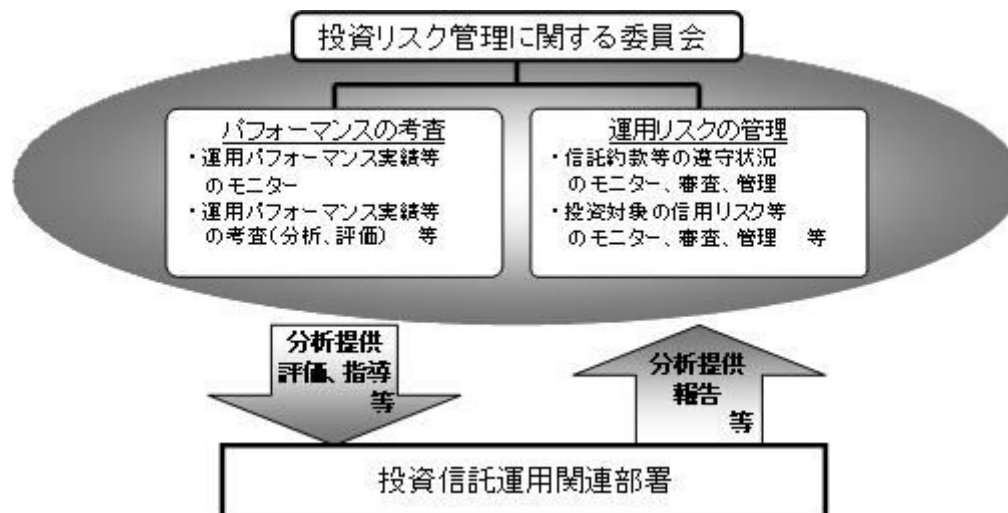 投資リスク管理に関する委員会
パフォーマンスの考査
・運用パフォーマンス実績等
のモニター
・運用パフォーマンス実績等
の考査(分析、評価) 等
運用リスクの管理
・信託約款等の遵守状況
のモニター、審査、管理
・投資対象の信用リスク等
のモニター、審査、管理 等
分析提供
評価、指導
等
分析提供
報告
等
投資信託運用関連部署